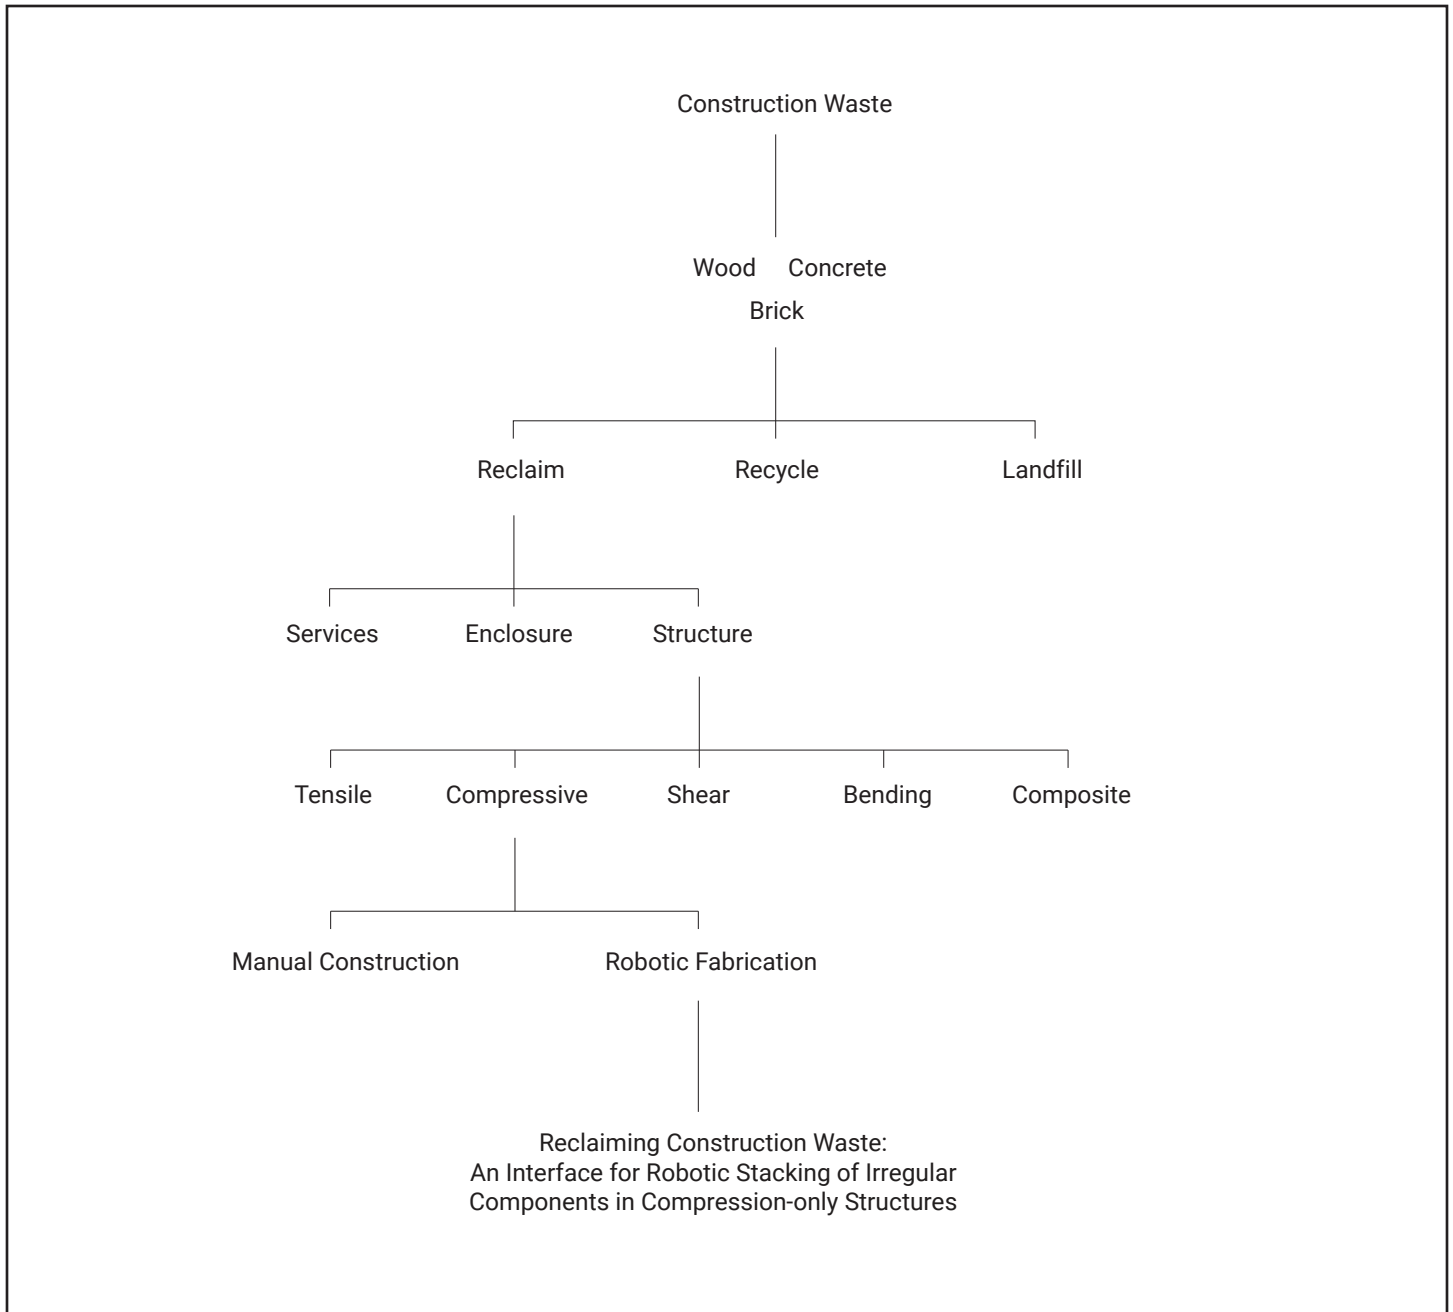 Construction Waste
Wood Concrete
Brick
Reclaim Recycle Landfill
Services Enclosure Structure
Tensile Compressive Shear Bending Composite
Manual Construction Robotic Fabrication
Reclaiming Construction Waste:
An Interface for Robotic Stacking of Irregular
Components in Compression-only Structures